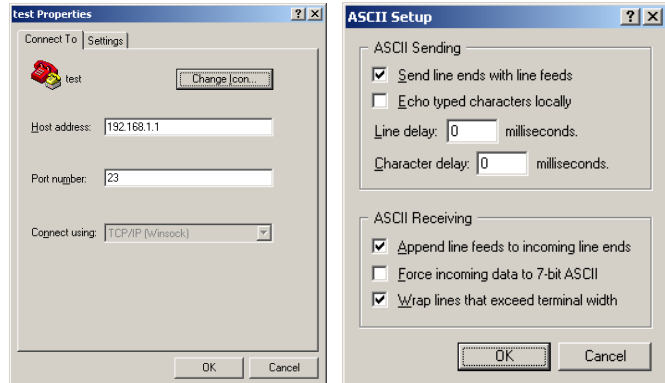 test Properties
Connect To
Settings
test
Change Icon...
Host address:
192.168.1.1
Port number:
23
Connect using:
TCP/IP (Winsock)
OK
Cancel
ASCII Setup
ASCII Sending
Send line ends with line feeds
Echo typed characters locally
Line delay: 0 milliseconds.
Character delay: 0 milliseconds.
ASCII Receiving
Append line feeds to incoming line ends
Force incoming data to 7-bit ASCII
Wrap lines that exceed terminal width
OK
Cancel